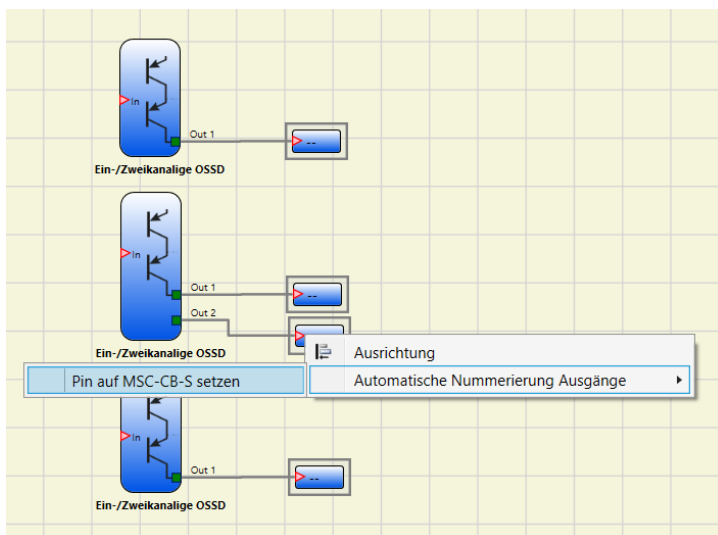 In
Out 1
--
Ein-/Zweikanalige OSSD
In
Out 1
--
Out 2
Ein-/Zweikanalige OSSD
Ausrichtung
Pin auf MSC-CB-S setzen
Automatische Nummerierung Ausgänge
In
Out 1
--
Ein-/Zweikanalige OSSD